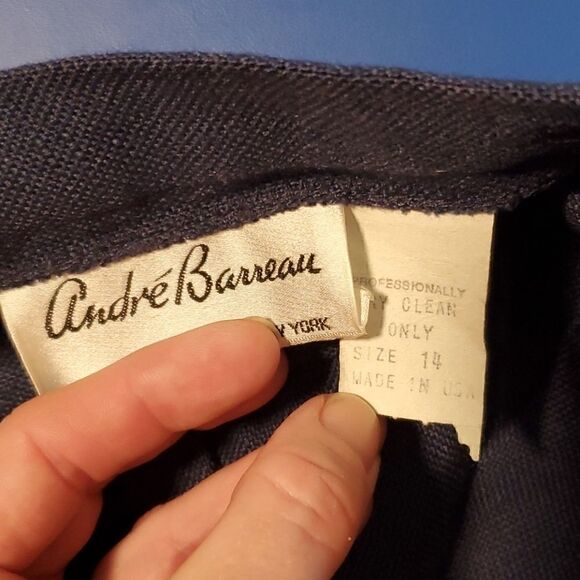 André Barreau
YORK
PROFESSIONALLY
CLEAN
ONLY
SIZE 14
MADE IN USA